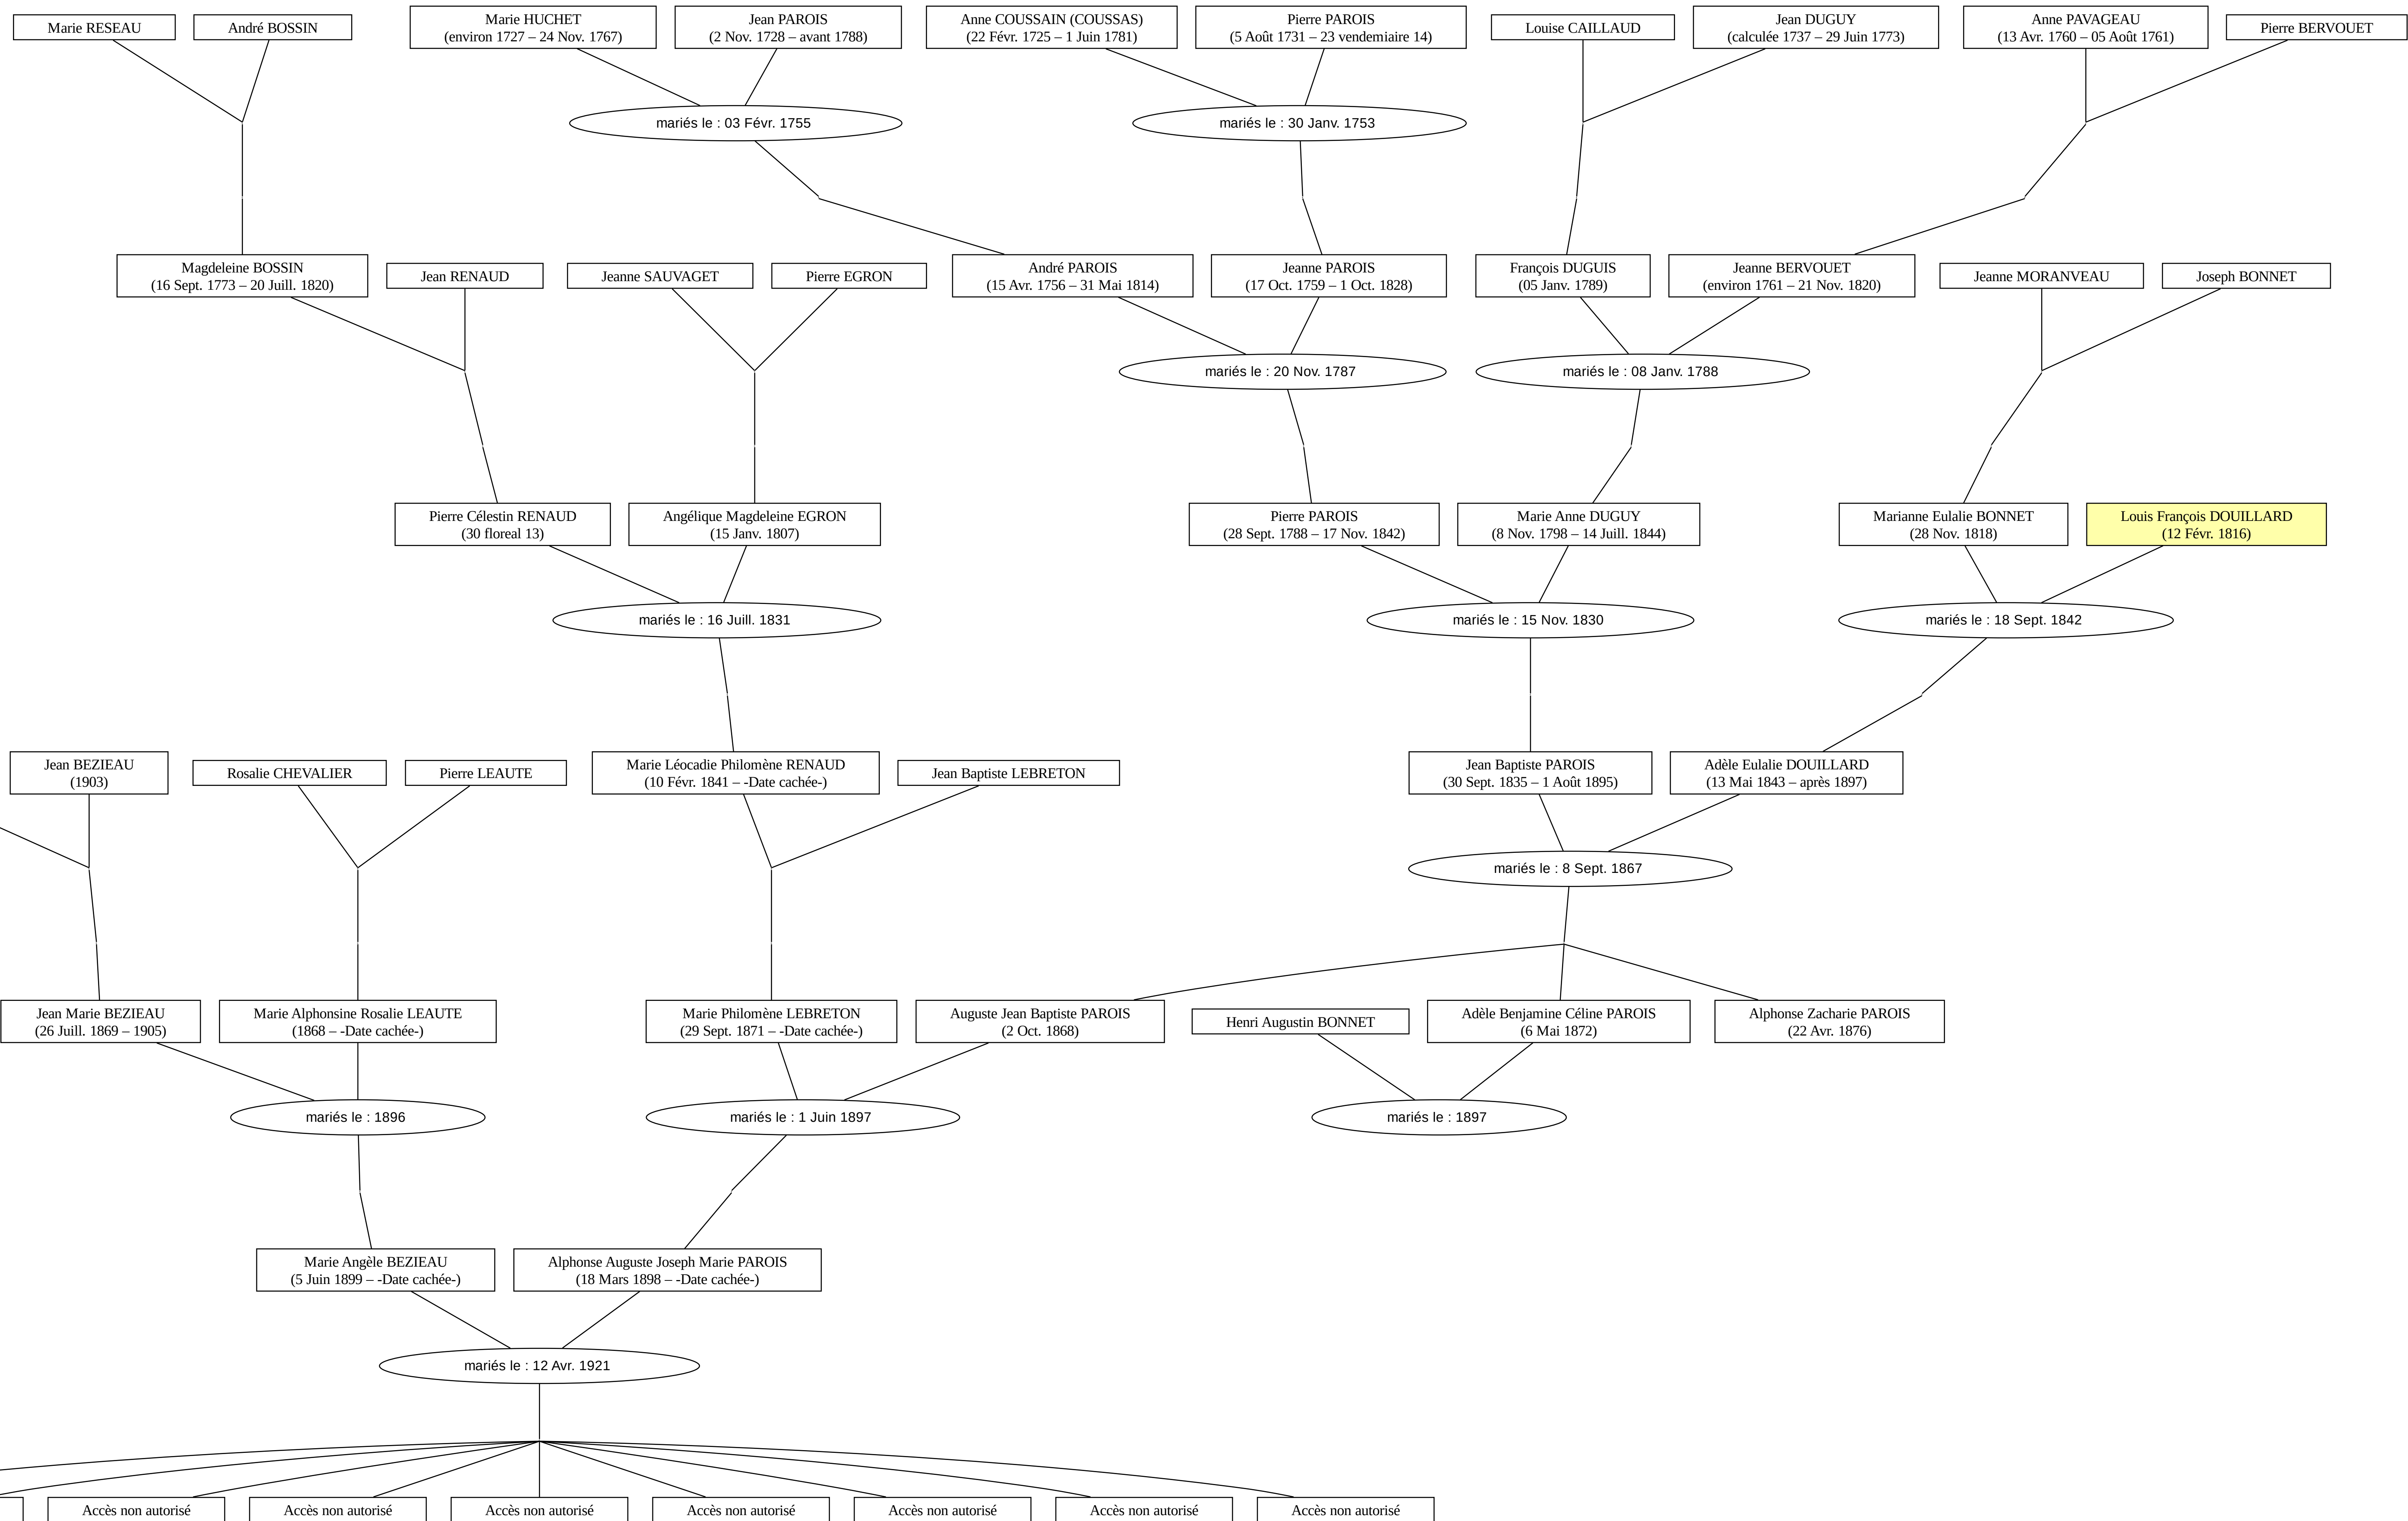 Marie RESEAU
André BOSSIN
Marie HUCHET
(environ 1727 – 24 Nov. 1767)
Jean PAROIS
(2 Nov. 1728 – avant 1788)
Anne COUSSAIN (COUSSAS)
(22 Févr. 1725 – 1 Juin 1781)
Pierre PAROIS
(5 Août 1731 – 23 vendemiaire 14)
Louise CAILLAUD
Jean DUGUY
(calculée 1737 – 29 Juin 1773)
Anne PAVAGEAU
(13 Avr. 1760 – 05 Août 1761)
Pierre BERVOUET
mariés le : 03 Févr. 1755
mariés le : 30 Janv. 1753
Magdeleine BOSSIN
(16 Sept. 1773 – 20 Juill. 1820)
Jean RENAUD
Jeanne SAUVAGET
Pierre EGRON
André PAROIS
(15 Avr. 1756 – 31 Mai 1814)
Jeanne PAROIS
(17 Oct. 1759 – 1 Oct. 1828)
François DUGUIS
(05 Janv. 1789)
Jeanne BERVOUET
(environ 1761 – 21 Nov. 1820)
Jeanne MORANVEAU
Joseph BONNET
mariés le : 20 Nov. 1787
mariés le : 08 Janv. 1788
Pierre Célestin RENAUD
(30 floreal 13)
Angélique Magdeleine EGRON
(15 Janv. 1807)
Pierre PAROIS
(28 Sept. 1788 – 17 Nov. 1842)
Marie Anne DUGUY
(8 Nov. 1798 – 14 Juill. 1844)
Marianne Eulalie BONNET
(28 Nov. 1818)
Louis François DOUILLARD
(12 Févr. 1816)
mariés le : 16 Juill. 1831
mariés le : 15 Nov. 1830
mariés le : 18 Sept. 1842
Jean BEZIEAU
(1903)
Rosalie CHEVALIER
Pierre LEAUTE
Marie Léocadie Philomène RENAUD
(10 Févr. 1841 – -Date cachée-)
Jean Baptiste LEBRETON
Jean Baptiste PAROIS
(30 Sept. 1835 – 1 Août 1895)
Adèle Eulalie DOUILLARD
(13 Mai 1843 – après 1897)
mariés le : 8 Sept. 1867
Jean Marie BEZIEAU
(26 Juill. 1869 – 1905)
Marie Alphonsine Rosalie LEAUTE
(1868 – -Date cachée-)
Marie Philomène LEBRETON
(29 Sept. 1871 – -Date cachée-)
Auguste Jean Baptiste PAROIS
(2 Oct. 1868)
Henri Augustin BONNET
Adèle Benjamine Céline PAROIS
(6 Mai 1872)
Alphonse Zacharie PAROIS
(22 Avr. 1876)
mariés le : 1896
mariés le : 1 Juin 1897
mariés le : 1897
Marie Angèle BEZIEAU
(5 Juin 1899 – -Date cachée-)
Alphonse Auguste Joseph Marie PAROIS
(18 Mars 1898 – -Date cachée-)
mariés le : 12 Avr. 1921
Accès non autorisé
Accès non autorisé
Accès non autorisé
Accès non autorisé
Accès non autorisé
Accès non autorisé
Accès non autorisé